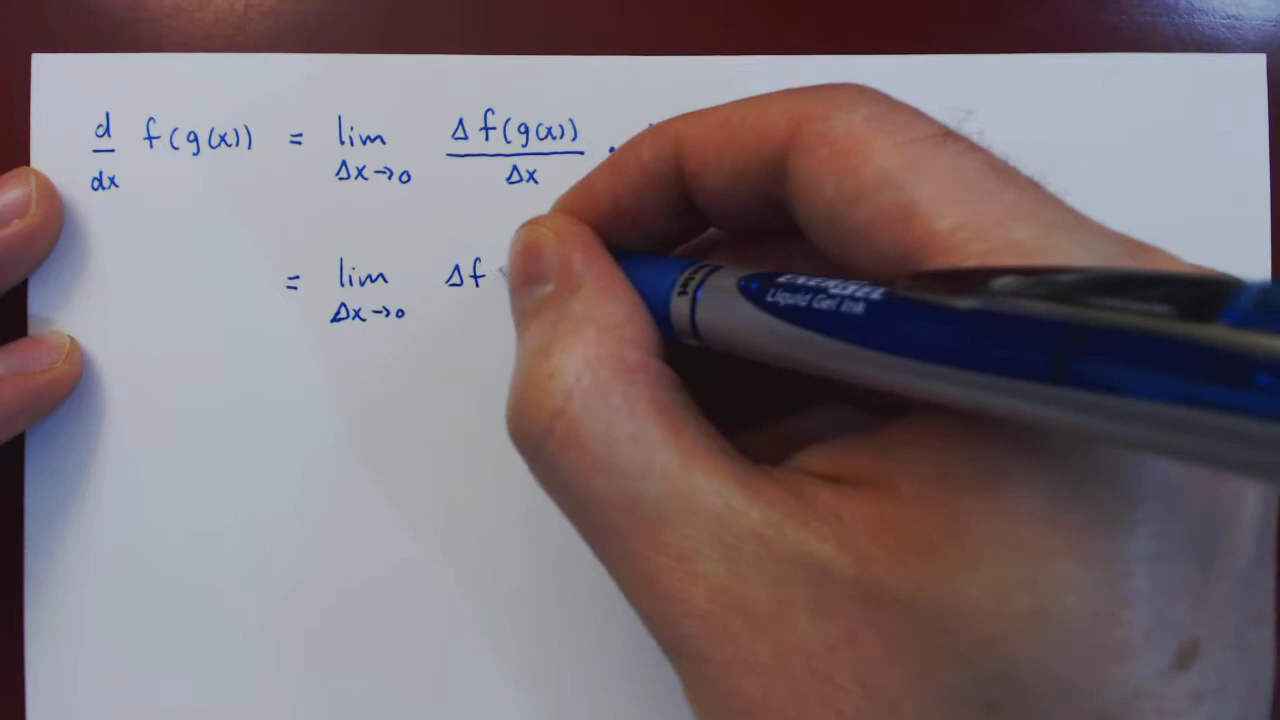 d/dx f(g(x)) = lim Δx→0 Δf(g(x))/Δx ·
= lim Δx→0 Δf
ENERGEL
Liquid Gel Ink